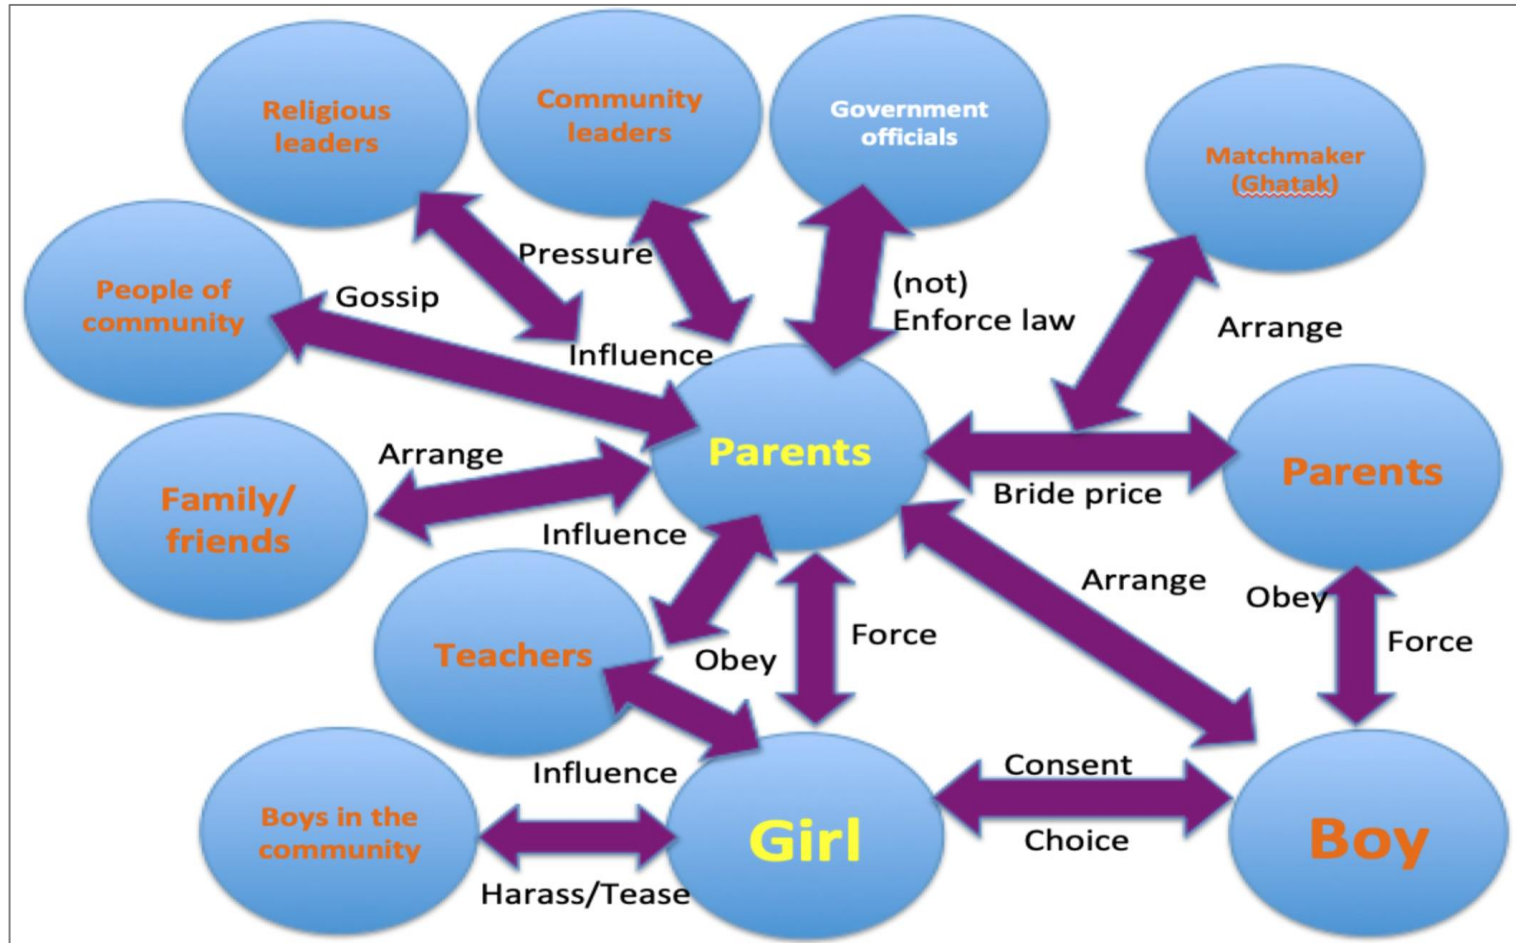 Religious
leaders
Community
leaders
Government
officials
Matchmaker
(Ghatak)
People of
community
Gossip
Pressure
(not)
Enforce law
Arrange
Influence
Parents
Parents
Bride price
Arrange
Family/
friends
Influence
Arrange
Obey
Force
Teachers
Obey
Force
Influence
Consent
Choice
Boys in the
community
Harass/Tease
Girl
Boy